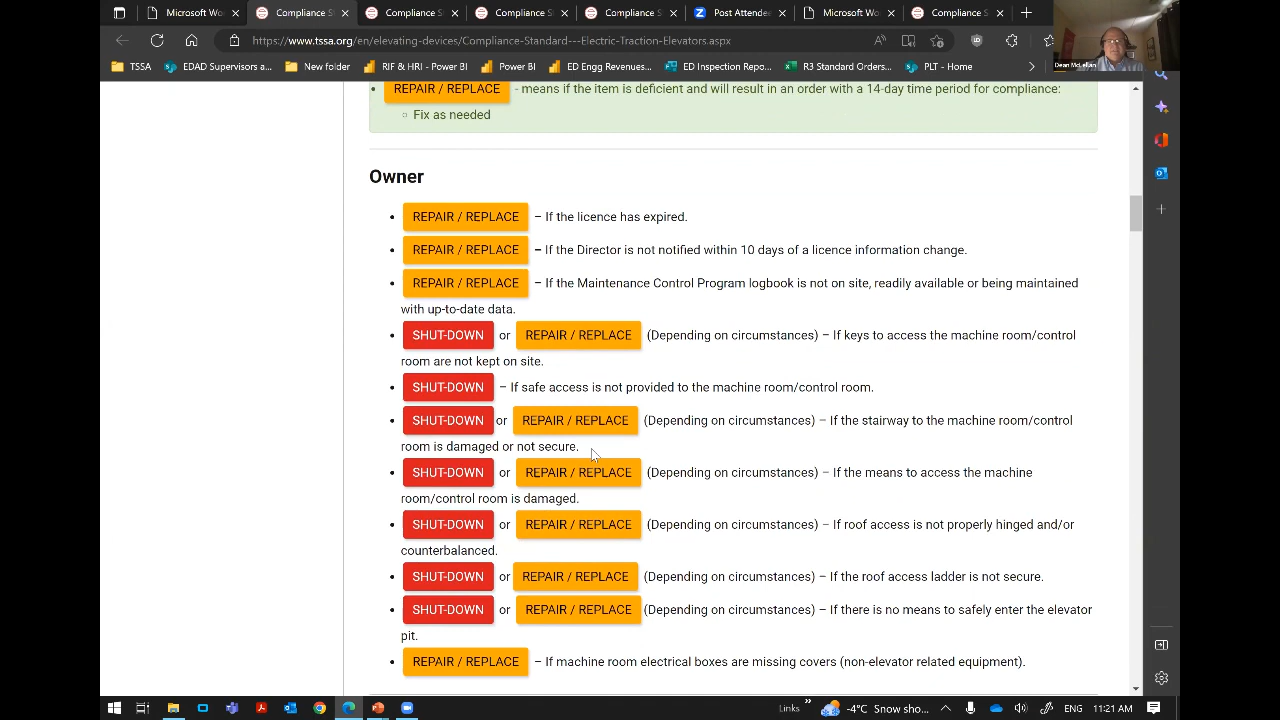 Microsoft Wo
Compliance S
Compliance S
Compliance S
Compliance S
Post Attende
Microsoft Wo
Compliance S
https://www.tssa.org/en/elevating-devices/Compliance-Standard---Electric-Traction-Elevators.aspx
TSSA
EDAD Supervisors a
New folder
RIF & HRI - Power BI
Power BI
ED Engg Revenue...
ED Inspection Repo...
R3 Standard Orders...
PLT - Home
Dean McLellan
REPAIR / REPLACE - means if the item is deficient and will result in an order with a 14-day time period for compliance:
Fix as needed
Owner
REPAIR / REPLACE – If the licence has expired.
REPAIR / REPLACE – If the Director is not notified within 10 days of a licence information change.
REPAIR / REPLACE – If the Maintenance Control Program logbook is not on site, readily available or being maintained
with up-to-date data.
SHUT-DOWN or REPAIR / REPLACE (Depending on circumstances) – If keys to access the machine room/control
room are not kept on site.
SHUT-DOWN – If safe access is not provided to the machine room/control room.
SHUT-DOWN or REPAIR / REPLACE (Depending on circumstances) – If the stairway to the machine room/control
room is damaged or not secure.
SHUT-DOWN or REPAIR / REPLACE (Depending on circumstances) – If the means to access the machine
room/control room is damaged.
SHUT-DOWN or REPAIR / REPLACE (Depending on circumstances) – If roof access is not properly hinged and/or
counterbalanced.
SHUT-DOWN or REPAIR / REPLACE (Depending on circumstances) – If the roof access ladder is not secure.
SHUT-DOWN or REPAIR / REPLACE (Depending on circumstances) – If there is no means to safely enter the elevator
pit.
REPAIR / REPLACE – If machine room electrical boxes are missing covers (non-elevator related equipment).
Links
-4°C Snow sho...
ENG
11:21 AM